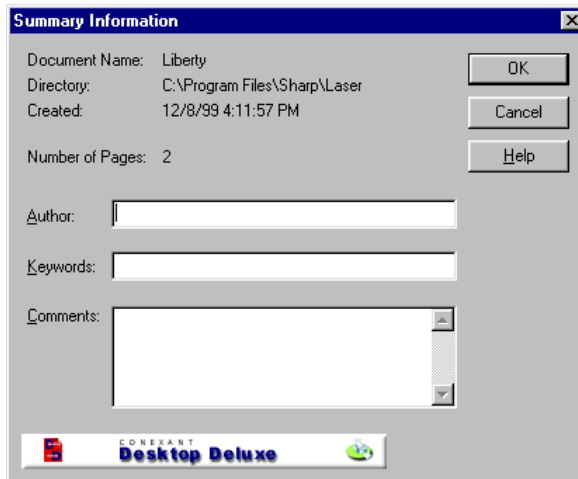 Summary Information
Document Name: Liberty
OK
Directory: C:\Program Files\Sharp\Laser
Created: 12/8/99 4:11:57 PM
Cancel
Number of Pages: 2
Help
Author:
Keywords:
Comments:
CONEXANT
Desktop Deluxe